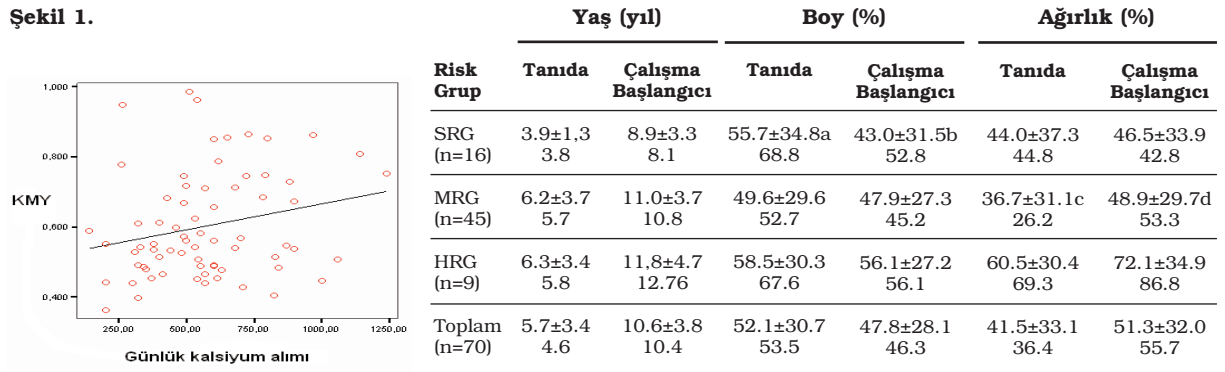 Şekil 1.
1,000
0,800
KMY
0,600
0,400
250,00 500,00 750,00 1000,00 1250,00
Günlük kalsiyum alımı
Yaş (yıl) Boy (%) Ağırlık (%)
Risk Tanıda Çalışma Tanıda Çalışma Tanıda Çalışma
Grup Başlangıcı Başlangıcı Başlangıcı
SRG 3.9±1,3 8.9±3.3 55.7±34.8a 43.0±31.5b 44.0±37.3 46.5±33.9
(n=16) 3.8 8.1 68.8 52.8 44.8 42.8
MRG 6.2±3.7 11.0±3.7 49.6±29.6 47.9±27.3 36.7±31.1c 48.9±29.7d
(n=45) 5.7 10.8 52.7 45.2 26.2 53.3
HRG 6.3±3.4 11,8±4.7 58.5±30.3 56.1±27.2 60.5±30.4 72.1±34.9
(n=9) 5.8 12.76 67.6 56.1 69.3 86.8
Toplam 5.7±3.4 10.6±3.8 52.1±30.7 47.8±28.1 41.5±33.1 51.3±32.0
(n=70) 4.6 10.4 53.5 46.3 36.4 55.7